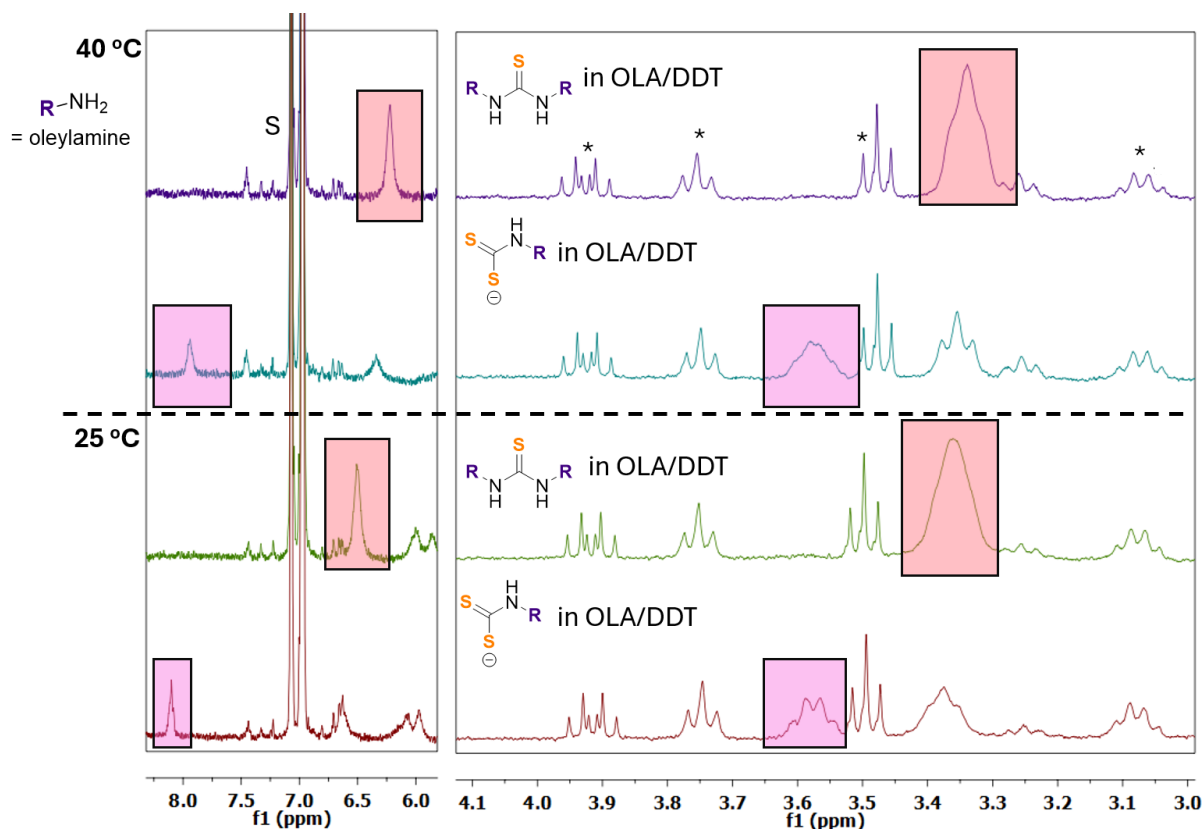 40 ºC
R–NH2
= oleylamine
S
S
R
N
H
N
H
R
in OLA/DDT
*
*
*
*
H
S
N
R
S
⊖
in OLA/DDT
25 ºC
S
R
N
H
N
H
R
in OLA/DDT
H
S
N
R
S
⊖
in OLA/DDT
8.0 7.5 7.0 6.5 6.0
f1 (ppm)
4.1 4.0 3.9 3.8 3.7 3.6 3.5 3.4 3.3 3.2 3.1 3.0
f1 (ppm)